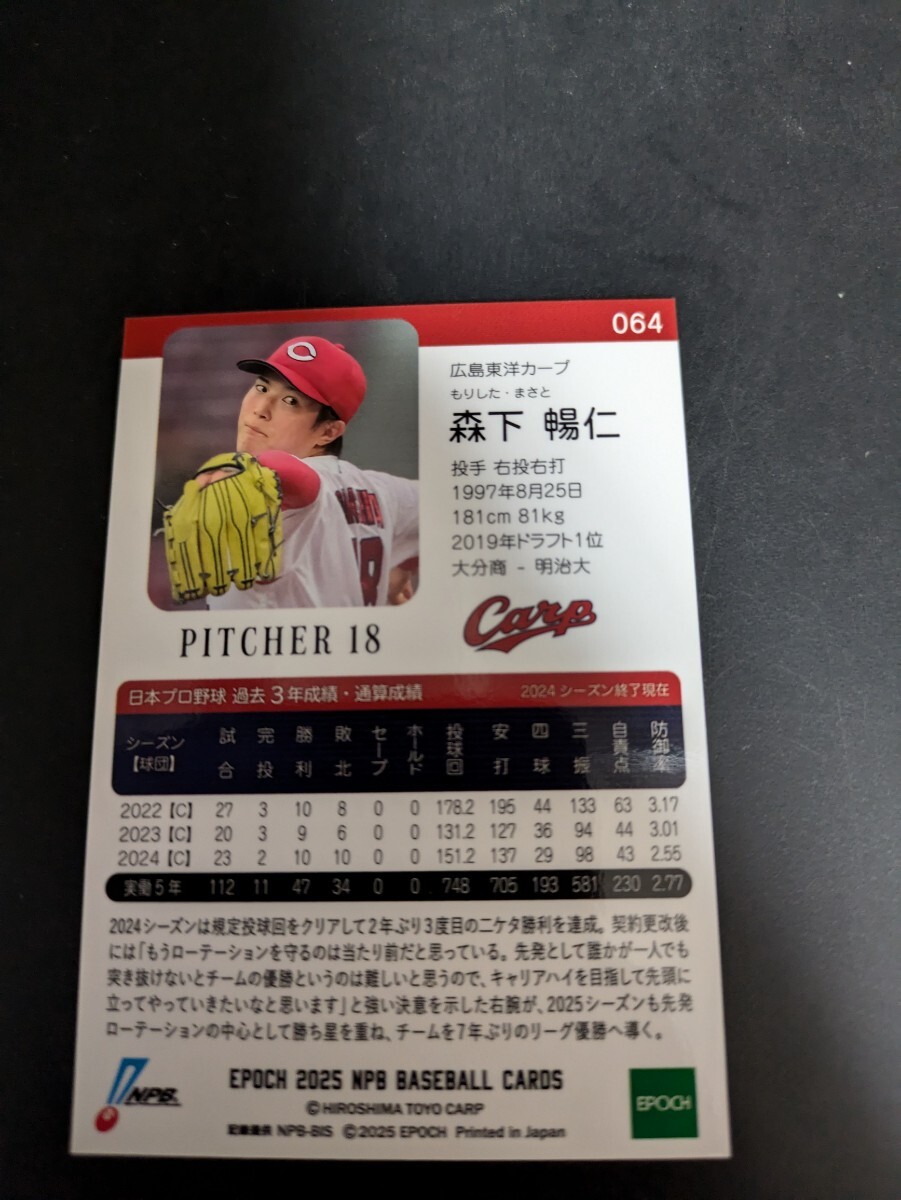 064
広島東洋カープ
もりした・まさと
森下 暢仁
投手 右投右打
1997年8月25日
181cm 81kg
2019年ドラフト1位
大分商 - 明治大
18
PITCHER 18
Carp
日本プロ野球 過去3年成績・通算成績 2024シーズン終了現在
シーズン【球団】 試合 完投 勝利 敗北 セーブ ホールド 投球回 安打 四球 三振 自責点 防御率
2022【C】 27 3 10 8 0 0 178.2 195 44 133 63 3.17
2023【C】 20 3 9 6 0 0 131.2 127 36 94 44 3.01
2024【C】 23 2 10 10 0 0 151.2 137 29 98 43 2.55
実働5年 112 11 47 34 0 0 748 705 193 581 230 2.77
2024シーズンは規定投球回をクリアして2年ぶり3度目の二ケタ勝利を達成。契約更改後
には「もうローテーションを守るのは当たり前だと思っている。先発として誰かが一人でも
突き抜けないとチームの優勝というのは難しいと思うので、キャリアハイを目指して先頭に
立ってやっていきたいなと思います」と強い決意を示した右腕が、2025シーズンも先発
ローテーションの中心として勝ち星を重ね、チームを7年ぶりのリーグ優勝へ導く。
NPB
EPOCH 2025 NPB BASEBALL CARDS
©HIROSHIMA TOYO CARP
記録提供 NPB-BIS ©2025 EPOCH Printed in Japan
EPOCH